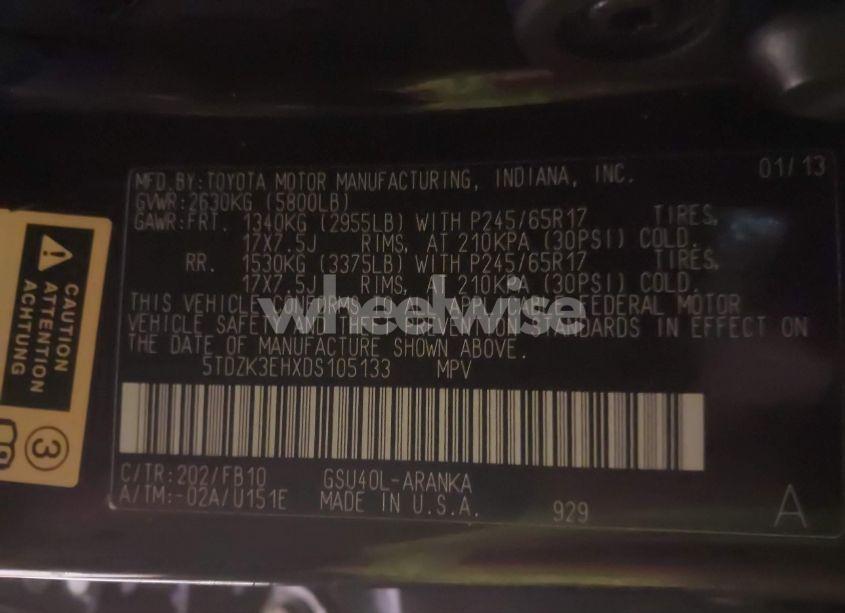 MFD.BY:TOYOTA MOTOR MANUFACTURING, INDIANA, INC. 01/13
GVWR:2630KG (5800LB)
GAWR:FRT. 1340KG (2955LB) WITH P245/65R17 TIRES,
17X7.5J RIMS, AT 210KPA (30PSI) COLD.
RR. 1530KG (3375LB) WITH P245/65R17 TIRES,
17X7.5J RIMS, AT 210KPA (30PSI) COLD.
THIS VEHICLE CONFORMS TO ALL APPLICABLE FEDERAL MOTOR
VEHICLE SAFETY AND THEFT PREVENTION STANDARDS IN EFFECT ON
THE DATE OF MANUFACTURE SHOWN ABOVE.
5TDZK3EHXDS105133 MPV
C/TR:202/FB10 GSU40L-ARANKA
A/TM:-02A/U151E MADE IN U.S.A. 929 A
CAUTION
ATTENTION
ACHTUNG
3
wheelwise